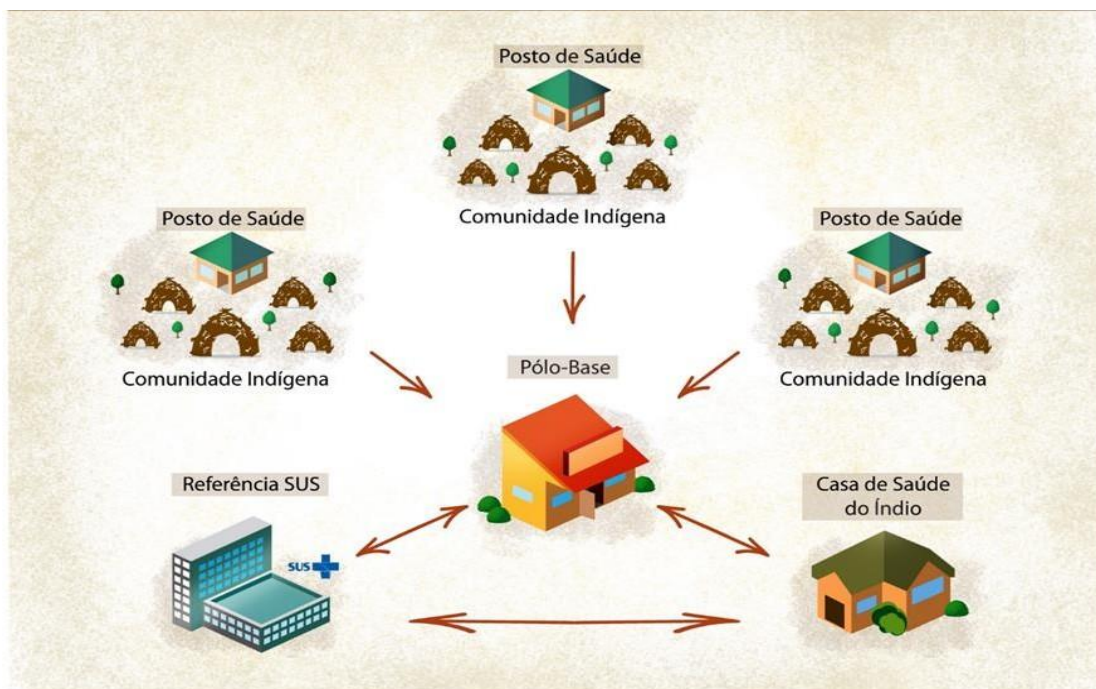 Posto de Saúde
Comunidade Indígena
Posto de Saúde
Comunidade Indígena
Posto de Saúde
Comunidade Indígena
Pólo-Base
Referência SUS
SUS
Casa de Saúde
do Índio